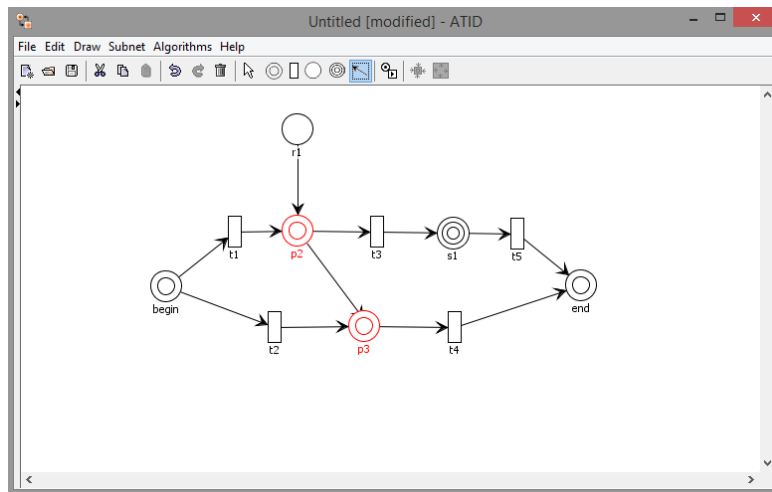 Untitled [modified] - ATID
File Edit Draw Subnet Algorithms Help
r1
t1
p2
t3
s1
t5
begin
end
t2
p3
t4